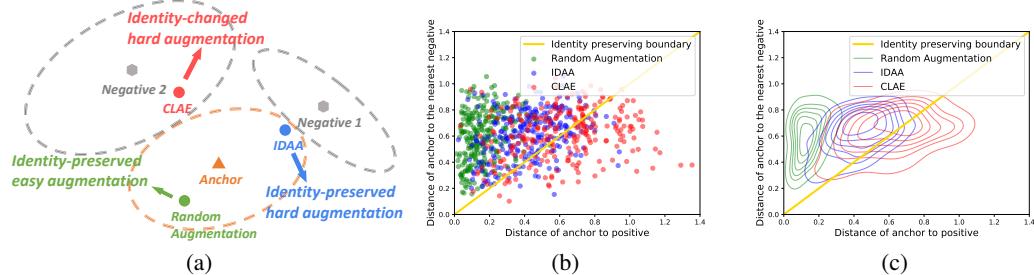 Identity-changed
hard augmentation
Negative 2
CLAE
Negative 1
IDAA
Identity-preserved
easy augmentation
Anchor
Identity-preserved
hard augmentation
Random
Augmentation
(a)
Distance of anchor to the nearest negative
1.4
1.2
1.0
0.8
0.6
0.4
0.2
0.0
Identity preserving boundary
Random Augmentation
IDAA
CLAE
0.0 0.2 0.4 0.6 0.8 1.0 1.2 1.4
Distance of anchor to positive
(b)
Distance of anchor to the nearest negative
1.4
1.2
1.0
0.8
0.6
0.4
0.2
0.0
Identity preserving boundary
Random Augmentation
IDAA
CLAE
0.0 0.2 0.4 0.6 0.8 1.0 1.2 1.4
Distance of anchor to positive
(c)